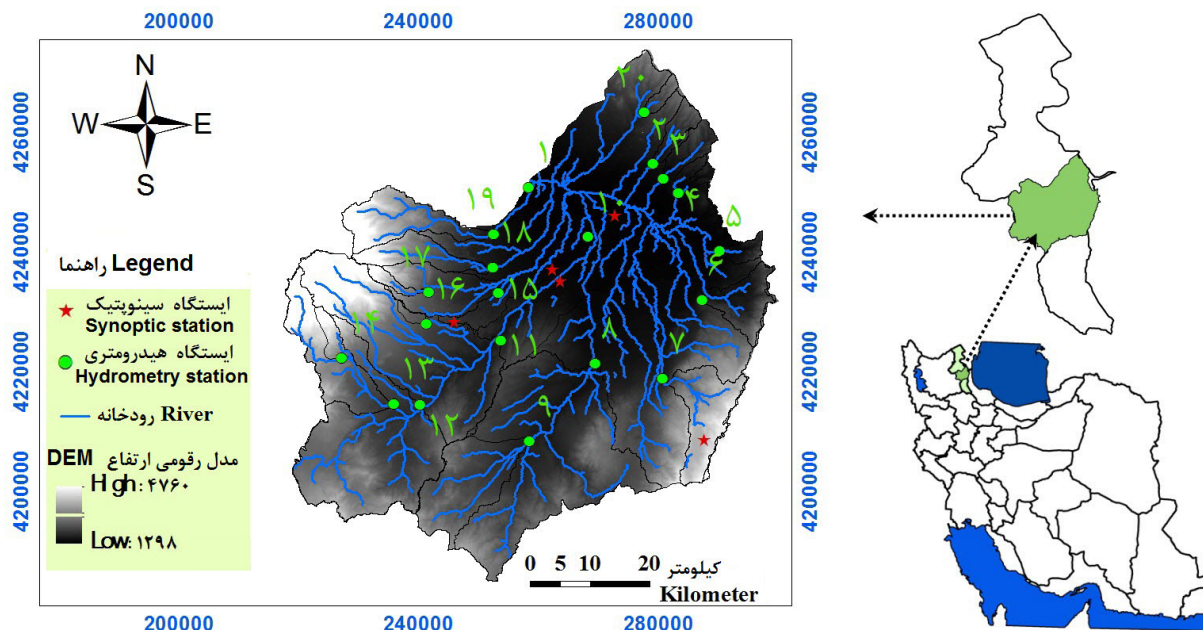 200000 240000 280000
N
W E
S
4260000
4240000
4220000
4200000
4260000
4240000
4220000
4200000
۲۰
۲
۳
۱
۴
۱۹
۱۰
۵
۱۸
۶
۱۷
۱۶
۱۵
۱۴
۱۱
۸
۷
۱۳
۹
۱۲
راهنما Legend
ایستگاه سینوپتیک
Synoptic station
ایستگاه هیدرومتری
Hydrometry station
رودخانه River
مدل رقومی ارتفاع DEM
High: ۴۷۶۰
Low: ۱۲۹۸
0 5 10 20 کیلومتر
Kilometer
200000 240000 280000